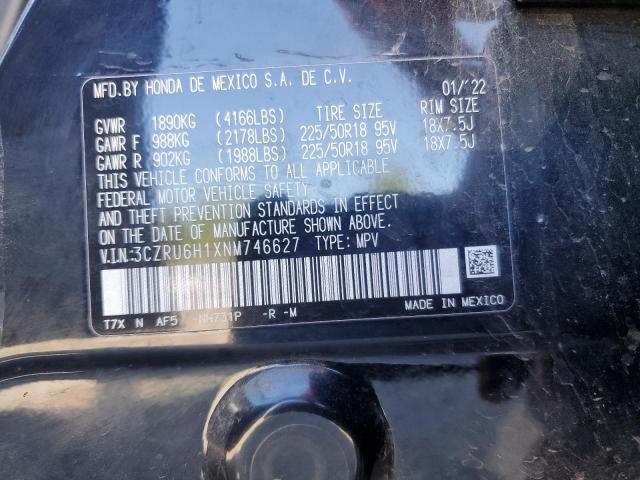 MFD.BY HONDA DE MEXICO S.A. DE C.V. 01/'22
GVWR 1890KG (4166LBS) TIRE SIZE RIM SIZE
GAWR F 988KG (2178LBS) 225/50R18 95V 18X7.5J
GAWR R 902KG (1988LBS) 225/50R18 95V 18X7.5J
THIS VEHICLE CONFORMS TO ALL APPLICABLE
FEDERAL MOTOR VEHICLE SAFETY
AND THEFT PREVENTION STANDARDS IN EFFECT
ON THE DATE OF MANUFACTURE SHOWN ABOVE.
V.I.N:3CZRU6H1XNM746627 TYPE: MPV
T7X N AF5 -NH731P -R -M MADE IN MEXICO